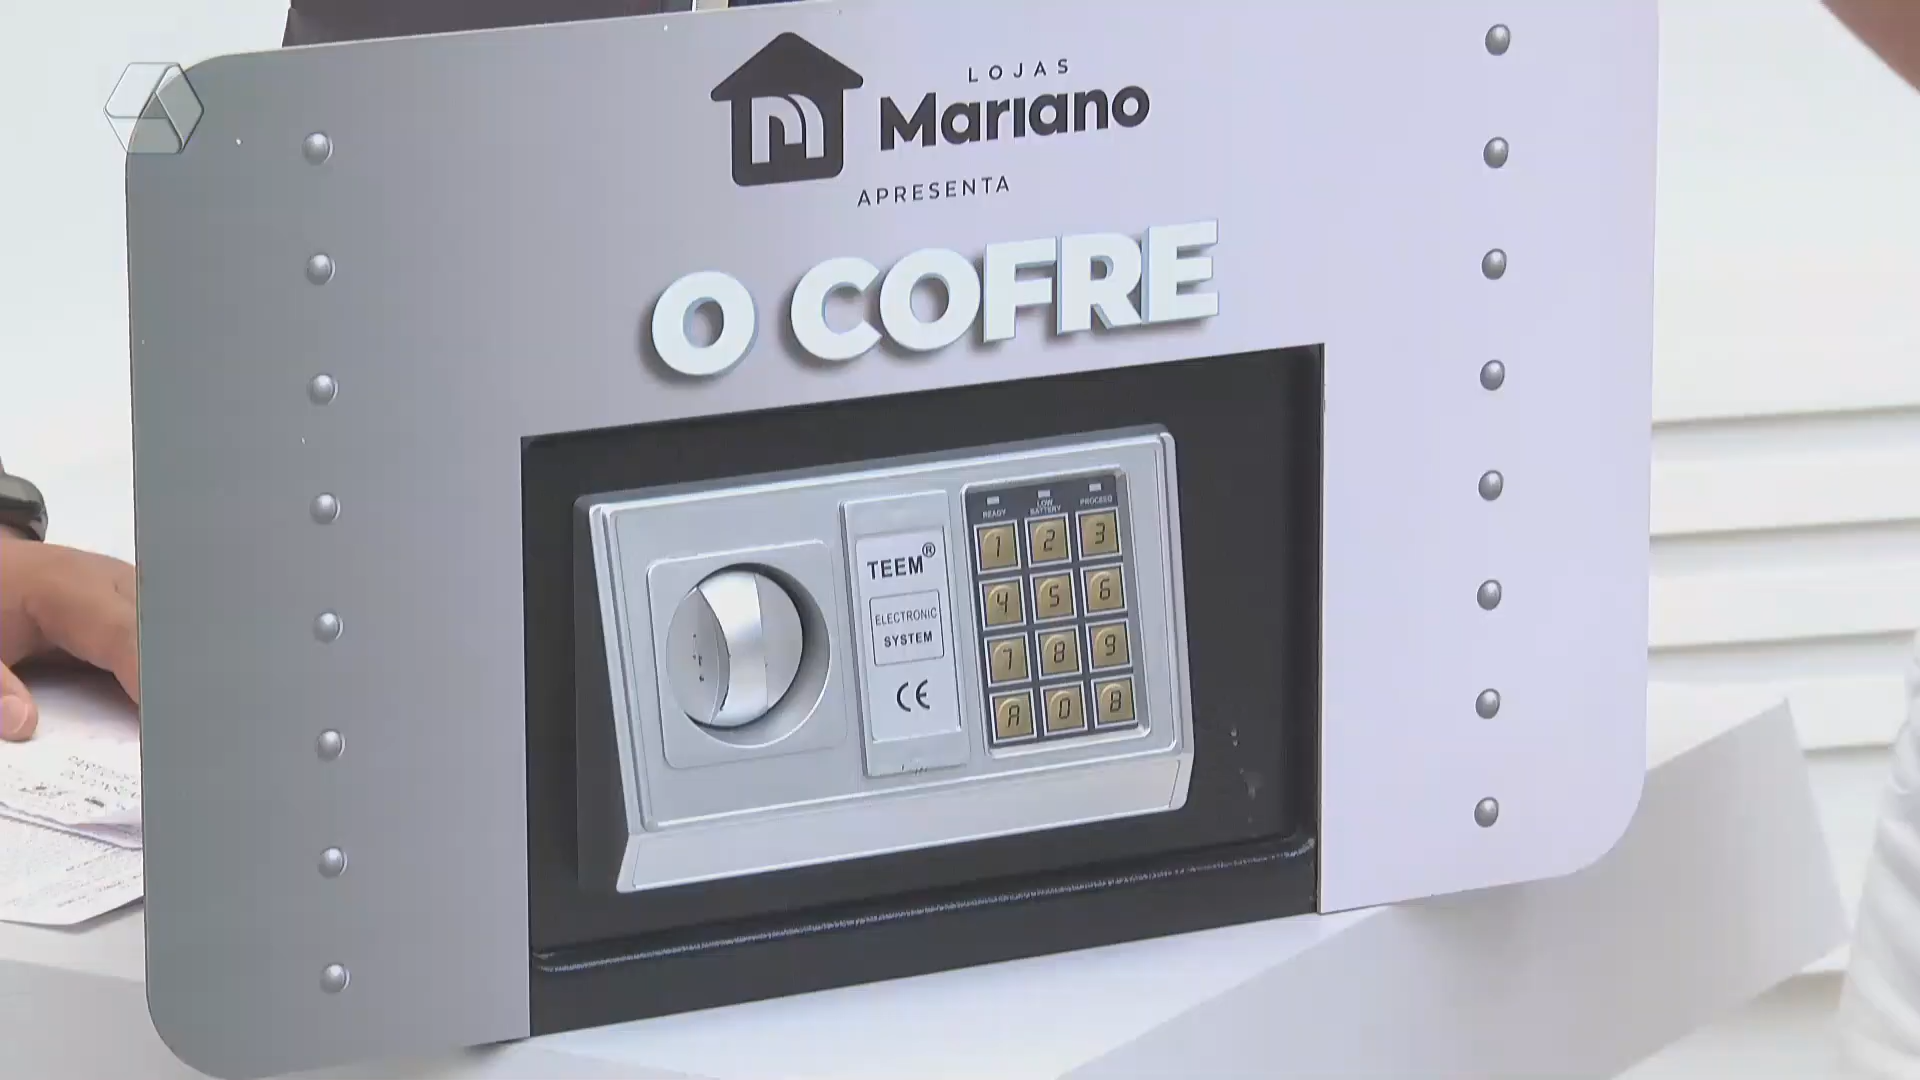 LOJAS
Mariano
APRESENTA
O COFRE
READY
LOW
BATTERY
PROCEED
TEEM®
ELECTRONIC
SYSTEM
CE
1 2 3
4 5 6
7 8 9
A 0 B